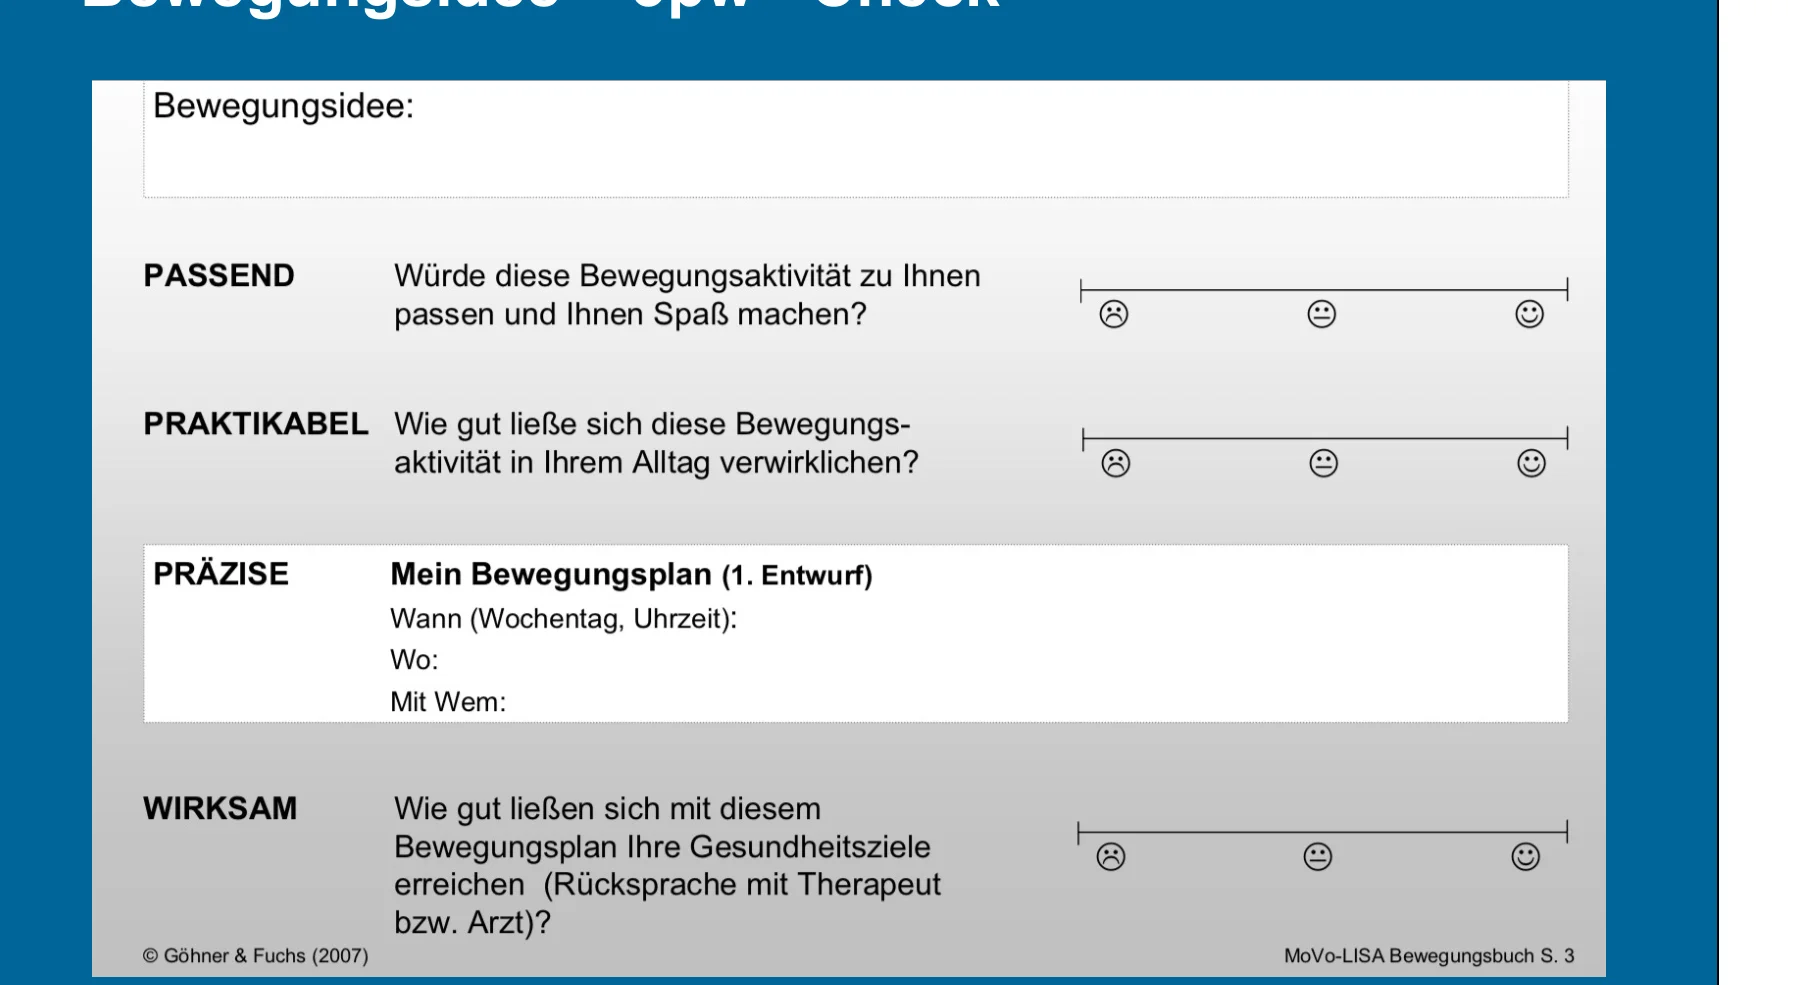 Bewegungsidee:
PASSEND Würde diese Bewegungsaktivität zu Ihnen
passen und Ihnen Spaß machen?
PRAKTIKABEL Wie gut ließe sich diese Bewegungs-
aktivität in Ihrem Alltag verwirklichen?
PRÄZISE Mein Bewegungsplan (1. Entwurf)
Wann (Wochentag, Uhrzeit):
Wo:
Mit Wem:
WIRKSAM Wie gut ließen sich mit diesem
Bewegungsplan Ihre Gesundheitsziele
erreichen (Rücksprache mit Therapeut
bzw. Arzt)?
© Göhner & Fuchs (2007) MoVo-LISA Bewegungsbuch S. 3